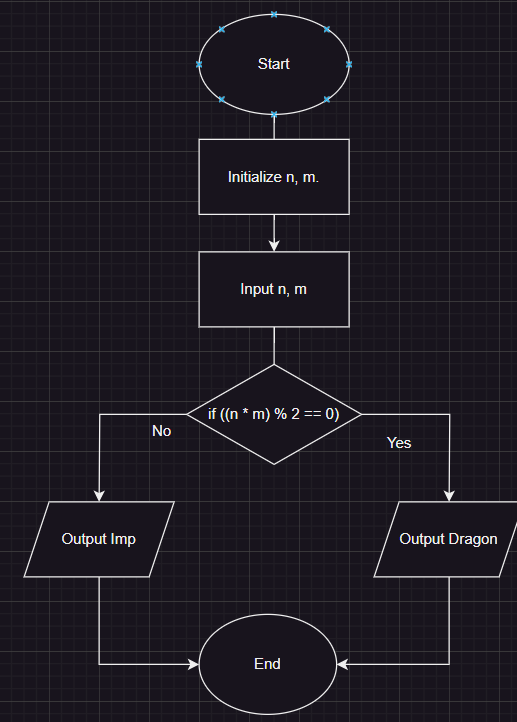 Start
Initialize n, m.
Input n, m
if ((n * m) % 2 == 0)
No
Yes
Output Imp
Output Dragon
End